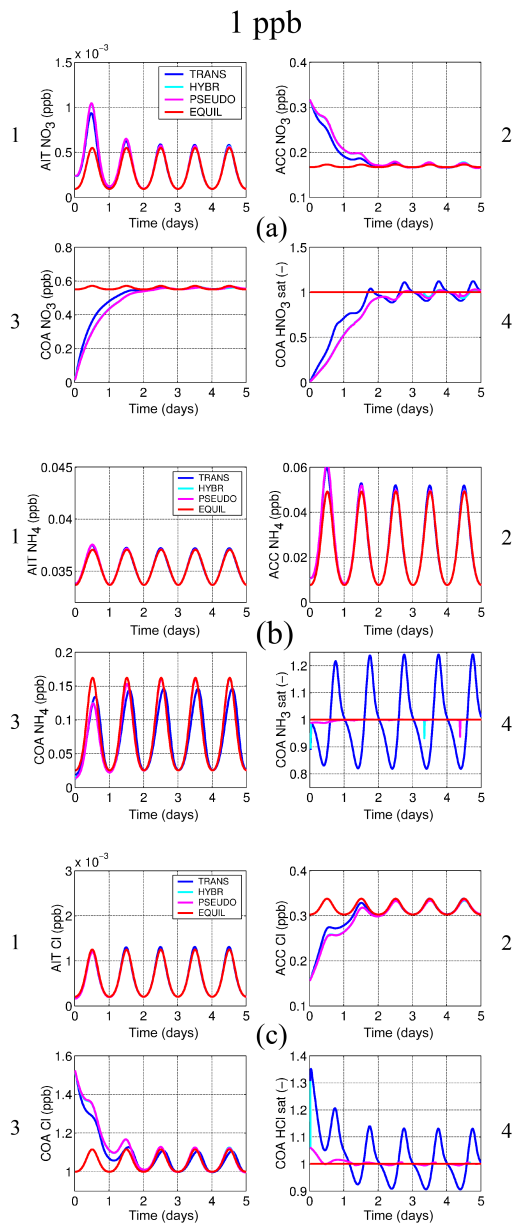 1 ppb
x 10⁻³
1.5
1
0.5
0
AIT NO₃ (ppb)
TRANS
HYBR
PSEUDO
EQUIL
0 1 2 3 4 5
Time (days)
1
0.4
0.3
0.2
0.1
ACC NO₃ (ppb)
0 1 2 3 4 5
Time (days)
2
(a)
0.8
0.6
0.4
0.2
0
COA NO₃ (ppb)
0 1 2 3 4 5
Time (days)
3
1.5
1
0.5
0
COA HNO₃ sat (−)
0 1 2 3 4 5
Time (days)
4
0.045
0.04
0.035
AIT NH₄ (ppb)
TRANS
HYBR
PSEUDO
EQUIL
0 1 2 3 4 5
Time (days)
1
0.06
0.04
0.02
0
ACC NH₄ (ppb)
0 1 2 3 4 5
Time (days)
2
(b)
0.2
0.15
0.1
0.05
0
COA NH₄ (ppb)
0 1 2 3 4 5
Time (days)
3
1.2
1.1
1
0.9
0.8
COA NH₃ sat (−)
0 1 2 3 4 5
Time (days)
4
x 10⁻³
3
2
1
0
AIT Cl (ppb)
TRANS
HYBR
PSEUDO
EQUIL
0 1 2 3 4 5
Time (days)
1
0.4
0.3
0.2
0.1
ACC Cl (ppb)
0 1 2 3 4 5
Time (days)
2
(c)
1.6
1.4
1.2
1
0.8
COA Cl (ppb)
0 1 2 3 4 5
Time (days)
3
1.4
1.3
1.2
1.1
1
0.9
COA HCl sat (−)
0 1 2 3 4 5
Time (days)
4